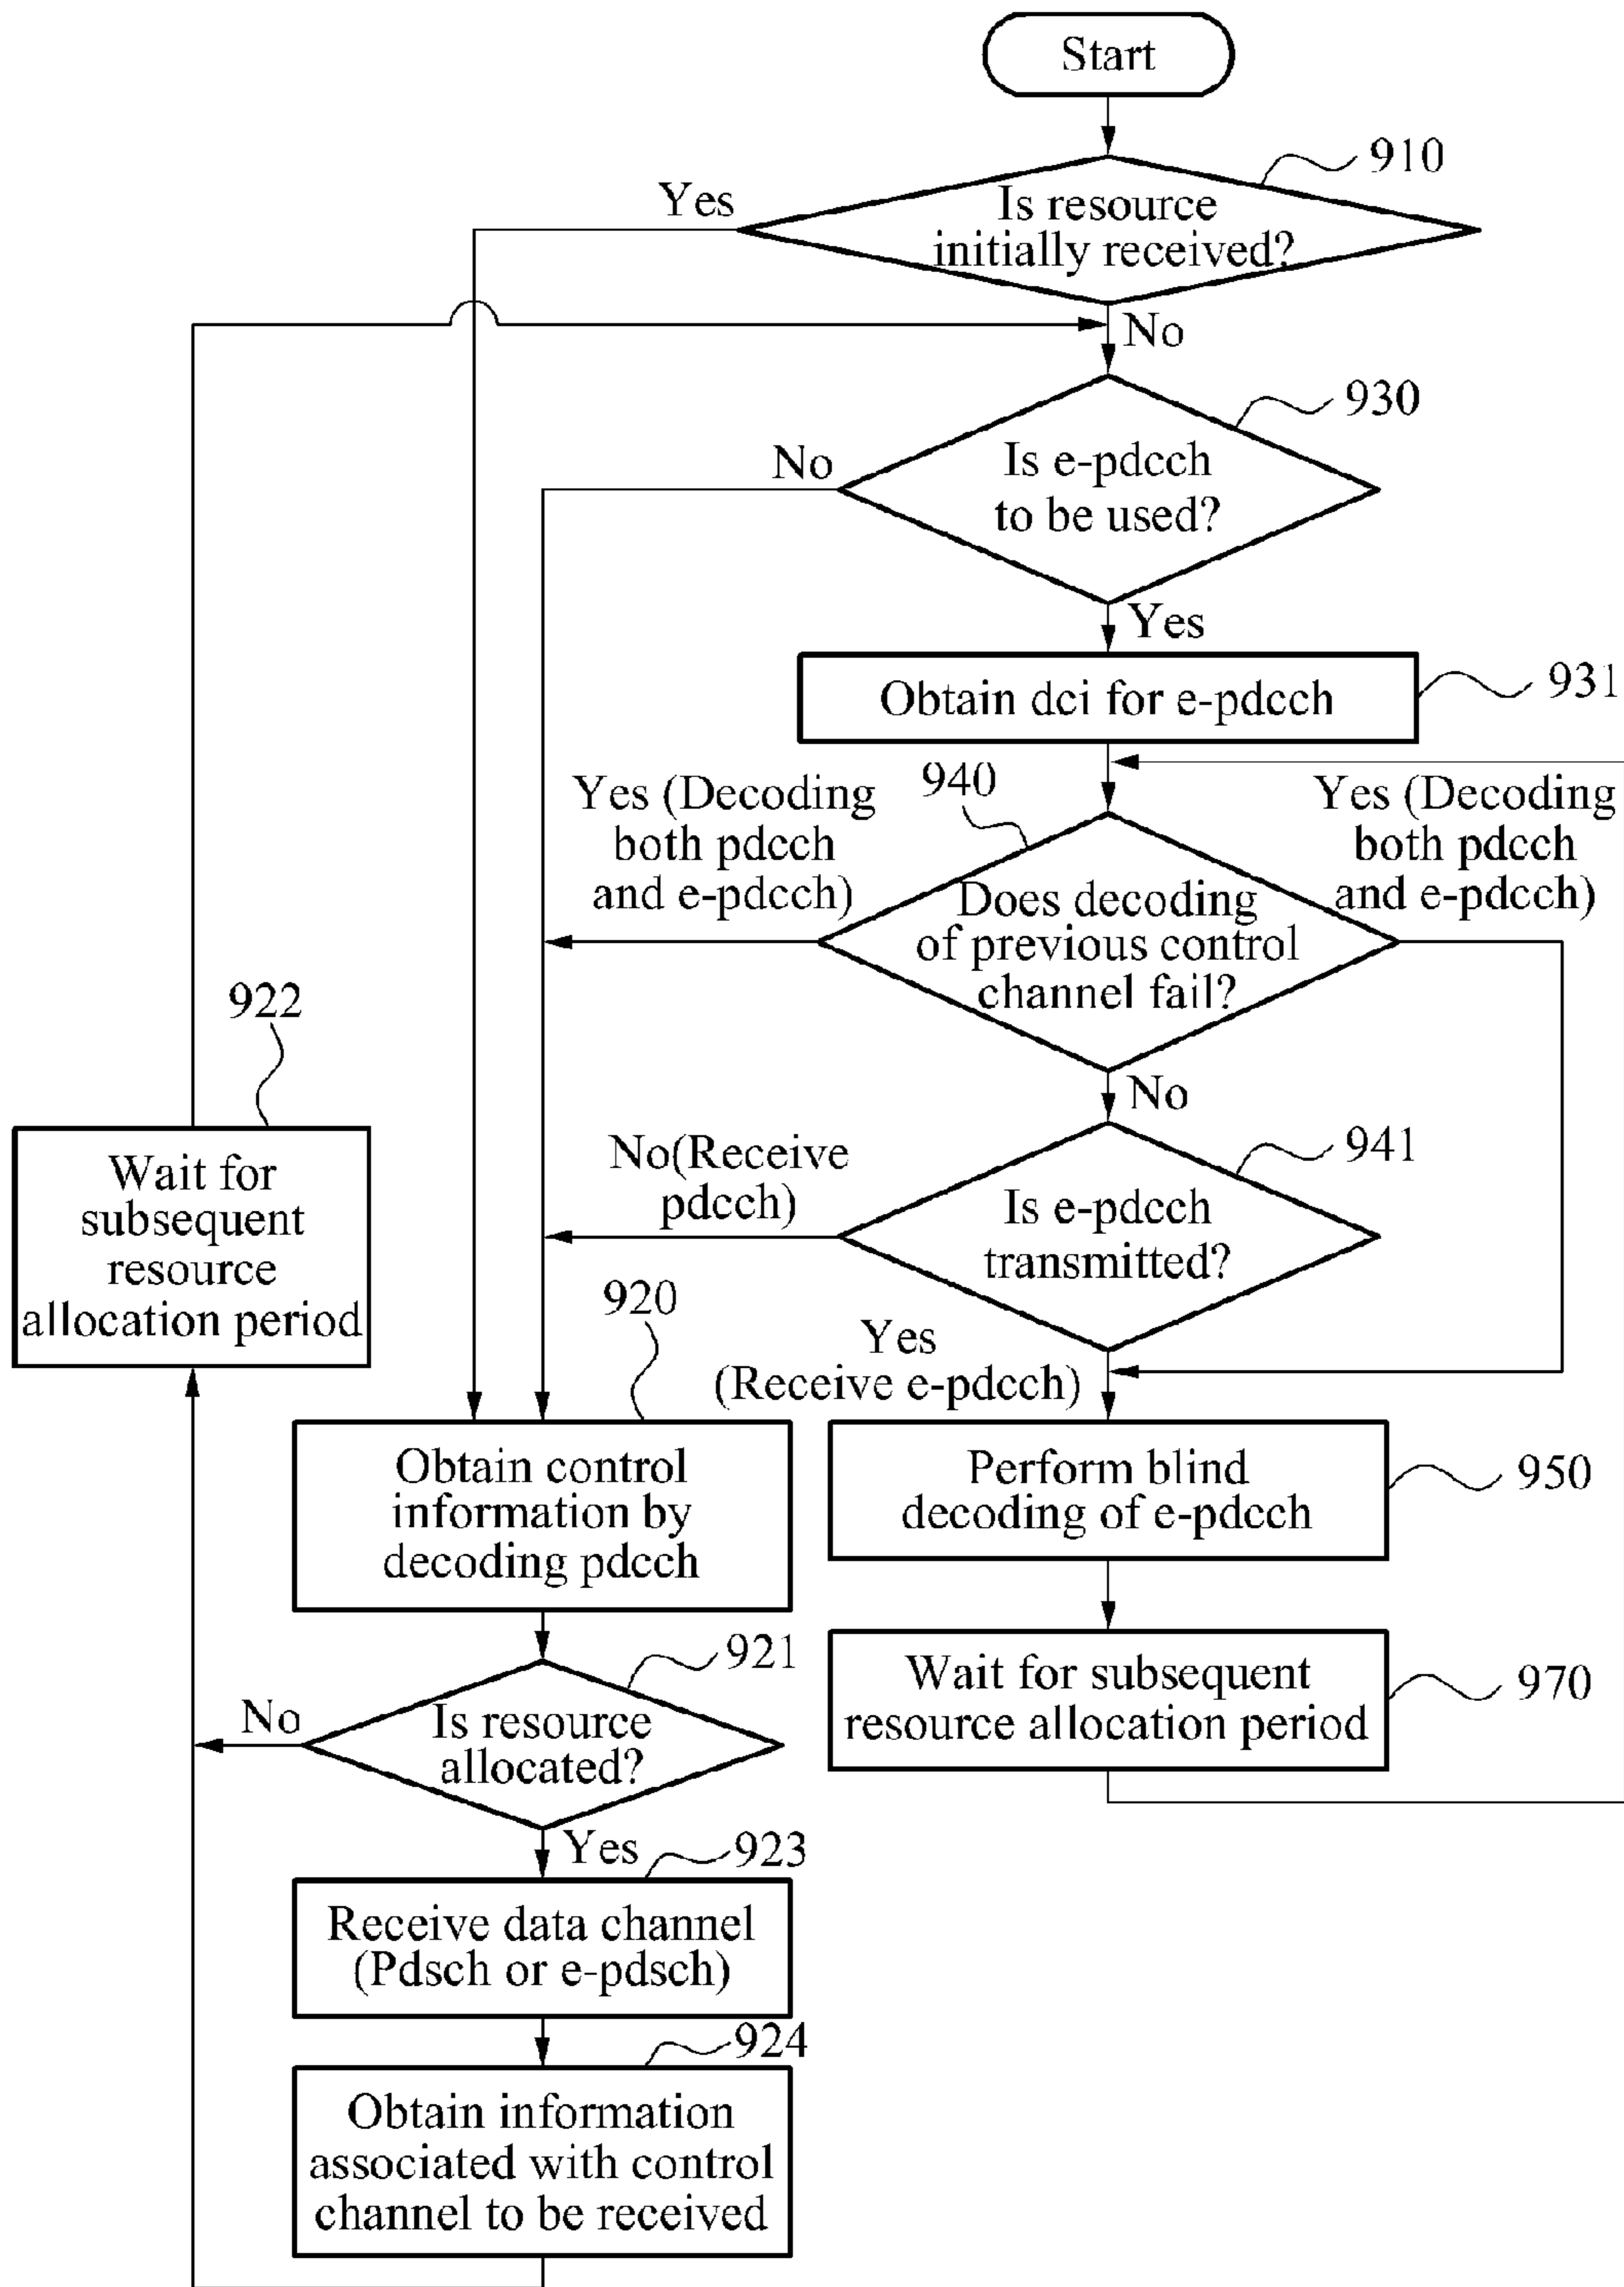 Start
910
Yes
Is resource
initially received?
No
930
No
Is e-pdcch
to be used?
Yes
Obtain dci for e-pdcch
931
Yes (Decoding
both pdcch
and e-pdcch)
940
Yes (Decoding
both pdcch
and e-pdcch)
Does decoding
of previous control
channel fail?
922
No
Wait for
subsequent
resource
allocation period
No(Receive
pdcch)
941
Is e-pdcch
transmitted?
920
Yes
(Receive e-pdcch)
Obtain control
information by
decoding pdcch
Perform blind
decoding of e-pdcch
950
921
No
Is resource
allocated?
Wait for subsequent
resource allocation period
970
Yes
923
Receive data channel
(Pdsch or e-pdsch)
924
Obtain information
associated with control
channel to be received